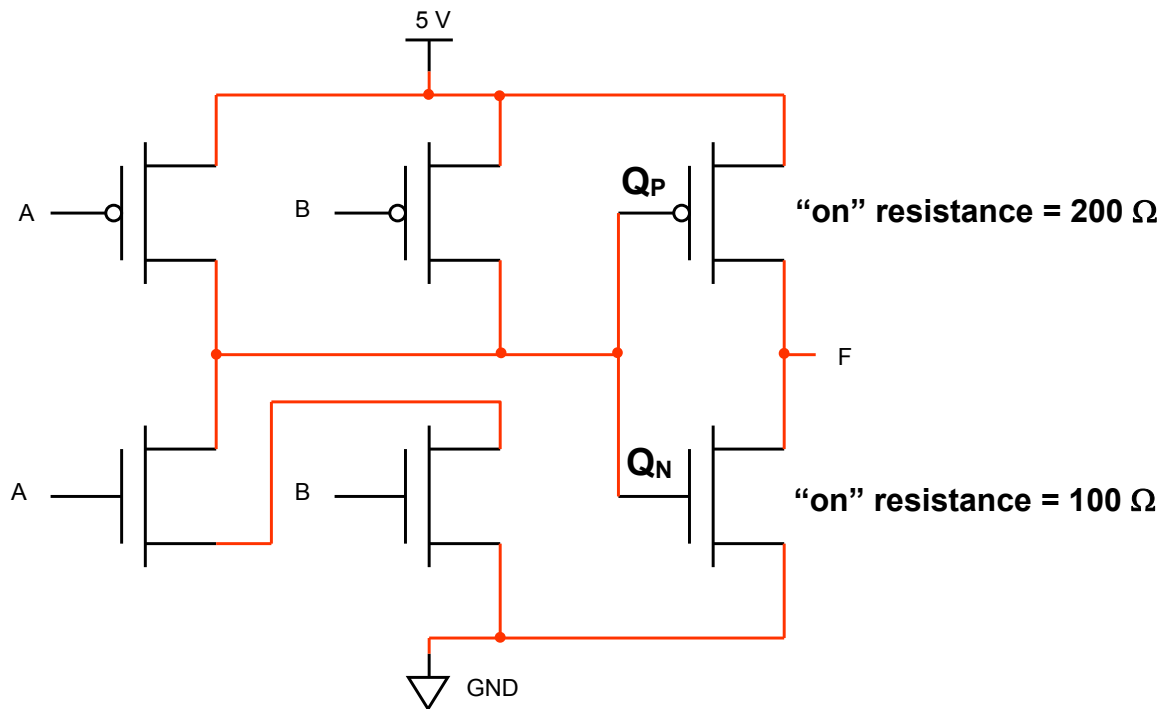 5 V
A
B
QP
“on” resistance = 200 Ω
F
A
B
QN
“on” resistance = 100 Ω
GND